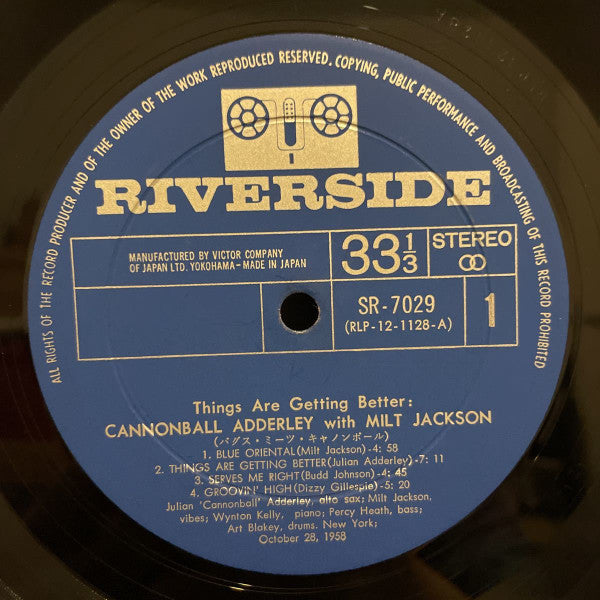 ALL RIGHTS OF THE RECORD PRODUCER AND OF THE OWNER OF THE WORK REPRODUCED RESERVED. COPYING, PUBLIC PERFORMANCE AND BROADCASTING OF THIS RECORD PROHIBITED
RIVERSIDE
MANUFACTURED BY VICTOR COMPANY
OF JAPAN LTD. YOKOHAMA-MADE IN JAPAN
33 1/3
STEREO
SR-7029
(RLP-12-1128-A)
1
Things Are Getting Better:
CANNONBALL ADDERLEY with MILT JACKSON
(バグス・ミーツ・キャノンボール)
1. BLUE ORIENTAL(Milt Jackson)-4: 58
2. THINGS ARE GETTING BETTER(Julian Adderley)-7: 11
3. SERVES ME RIGHT(Budd Johnson)-4: 45
4. GROOVIN' HIGH(Dizzy Gillespie)-5: 20
Julian 'Cannonball' Adderley, alto sax; Milt Jackson,
vibes; Wynton Kelly, piano; Percy Heath, bass;
Art Blakey, drums. New York;
October 28, 1958